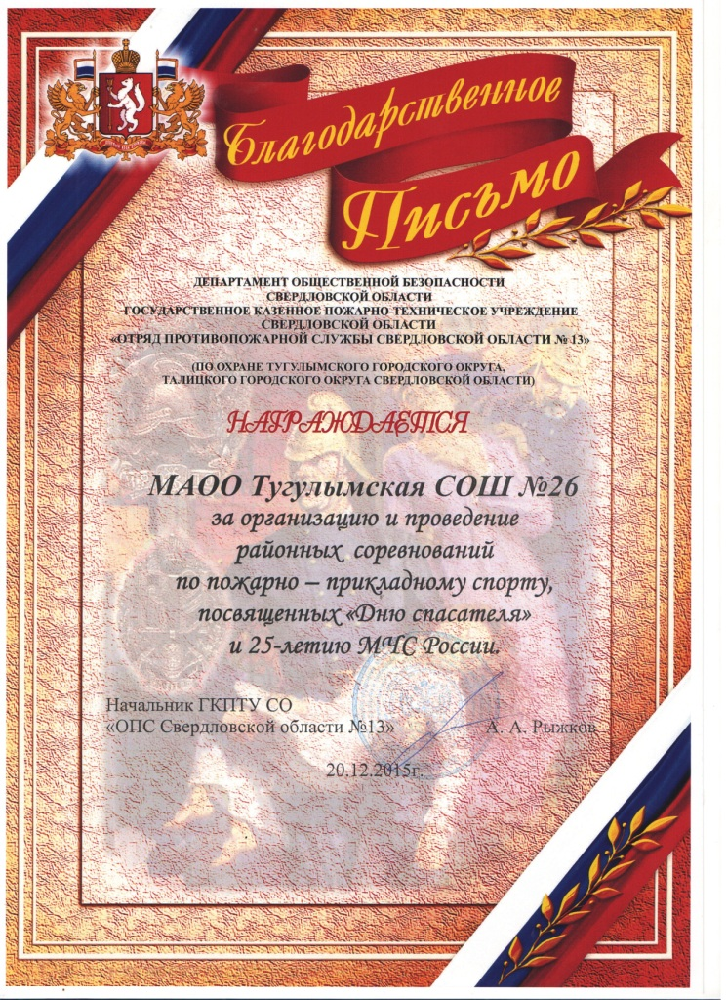 Благодарственное
Письмо
ДЕПАРТАМЕНТ ОБЩЕСТВЕННОЙ БЕЗОПАСНОСТИ
СВЕРДЛОВСКОЙ ОБЛАСТИ
ГОСУДАРСТВЕННОЕ КАЗЕННОЕ ПОЖАРНО-ТЕХНИЧЕСКОЕ УЧРЕЖДЕНИЕ
СВЕРДЛОВСКОЙ ОБЛАСТИ
«ОТРЯД ПРОТИВОПОЖАРНОЙ СЛУЖБЫ СВЕРДЛОВСКОЙ ОБЛАСТИ № 13»
(ПО ОХРАНЕ ТУГУЛЫМСКОГО ГОРОДСКОГО ОКРУГА,
ТАЛИЦКОГО ГОРОДСКОГО ОКРУГА СВЕРДЛОВСКОЙ ОБЛАСТИ)
НАГРАЖДАЕТСЯ
МАОО Тугулымская СОШ №26
за организацию и проведение
районных соревнований
по пожарно – прикладному спорту,
посвященных «Дню спасателя»
и 25-летию МЧС России.
Начальник ГКПТУ СО
«ОПС Свердловской области №13» А. А. Рыжков
20.12.2015г.